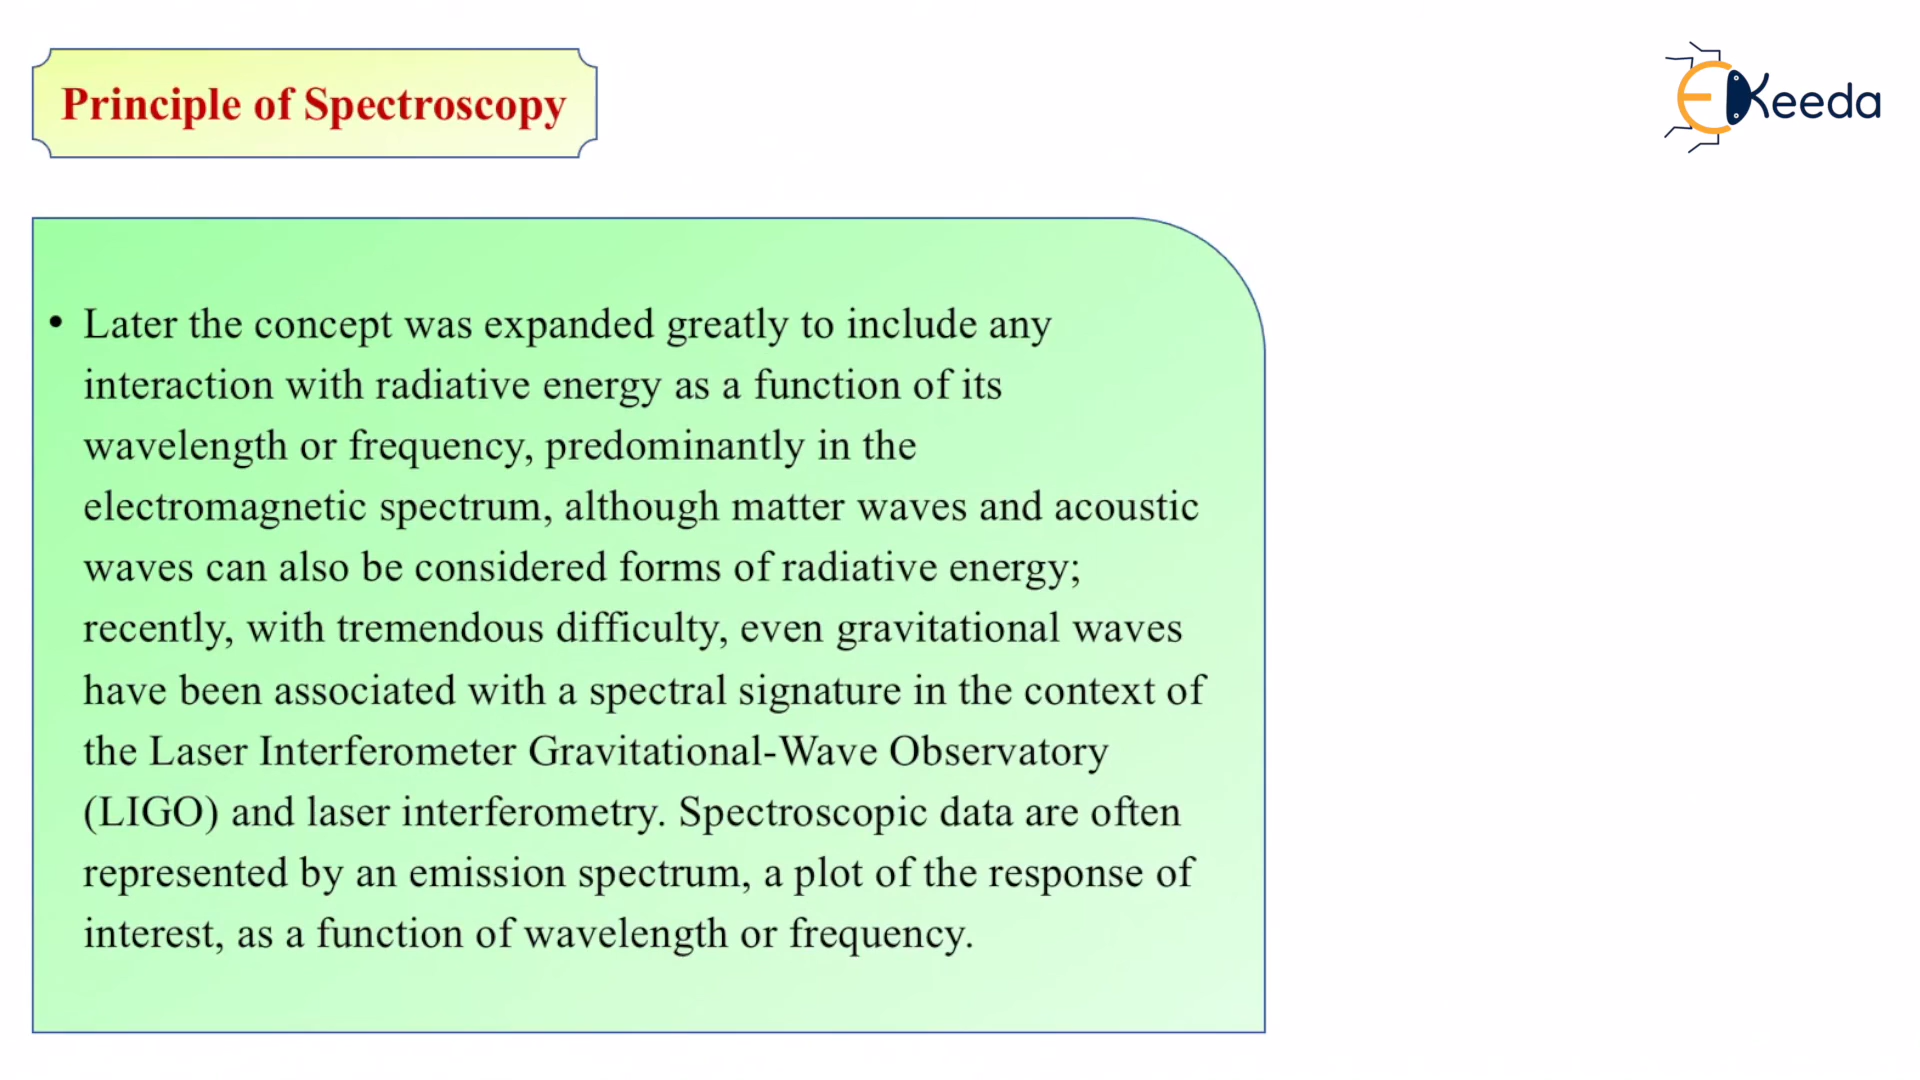 Principle of Spectroscopy
EKeeda
• Later the concept was expanded greatly to include any
interaction with radiative energy as a function of its
wavelength or frequency, predominantly in the
electromagnetic spectrum, although matter waves and acoustic
waves can also be considered forms of radiative energy;
recently, with tremendous difficulty, even gravitational waves
have been associated with a spectral signature in the context of
the Laser Interferometer Gravitational-Wave Observatory
(LIGO) and laser interferometry. Spectroscopic data are often
represented by an emission spectrum, a plot of the response of
interest, as a function of wavelength or frequency.